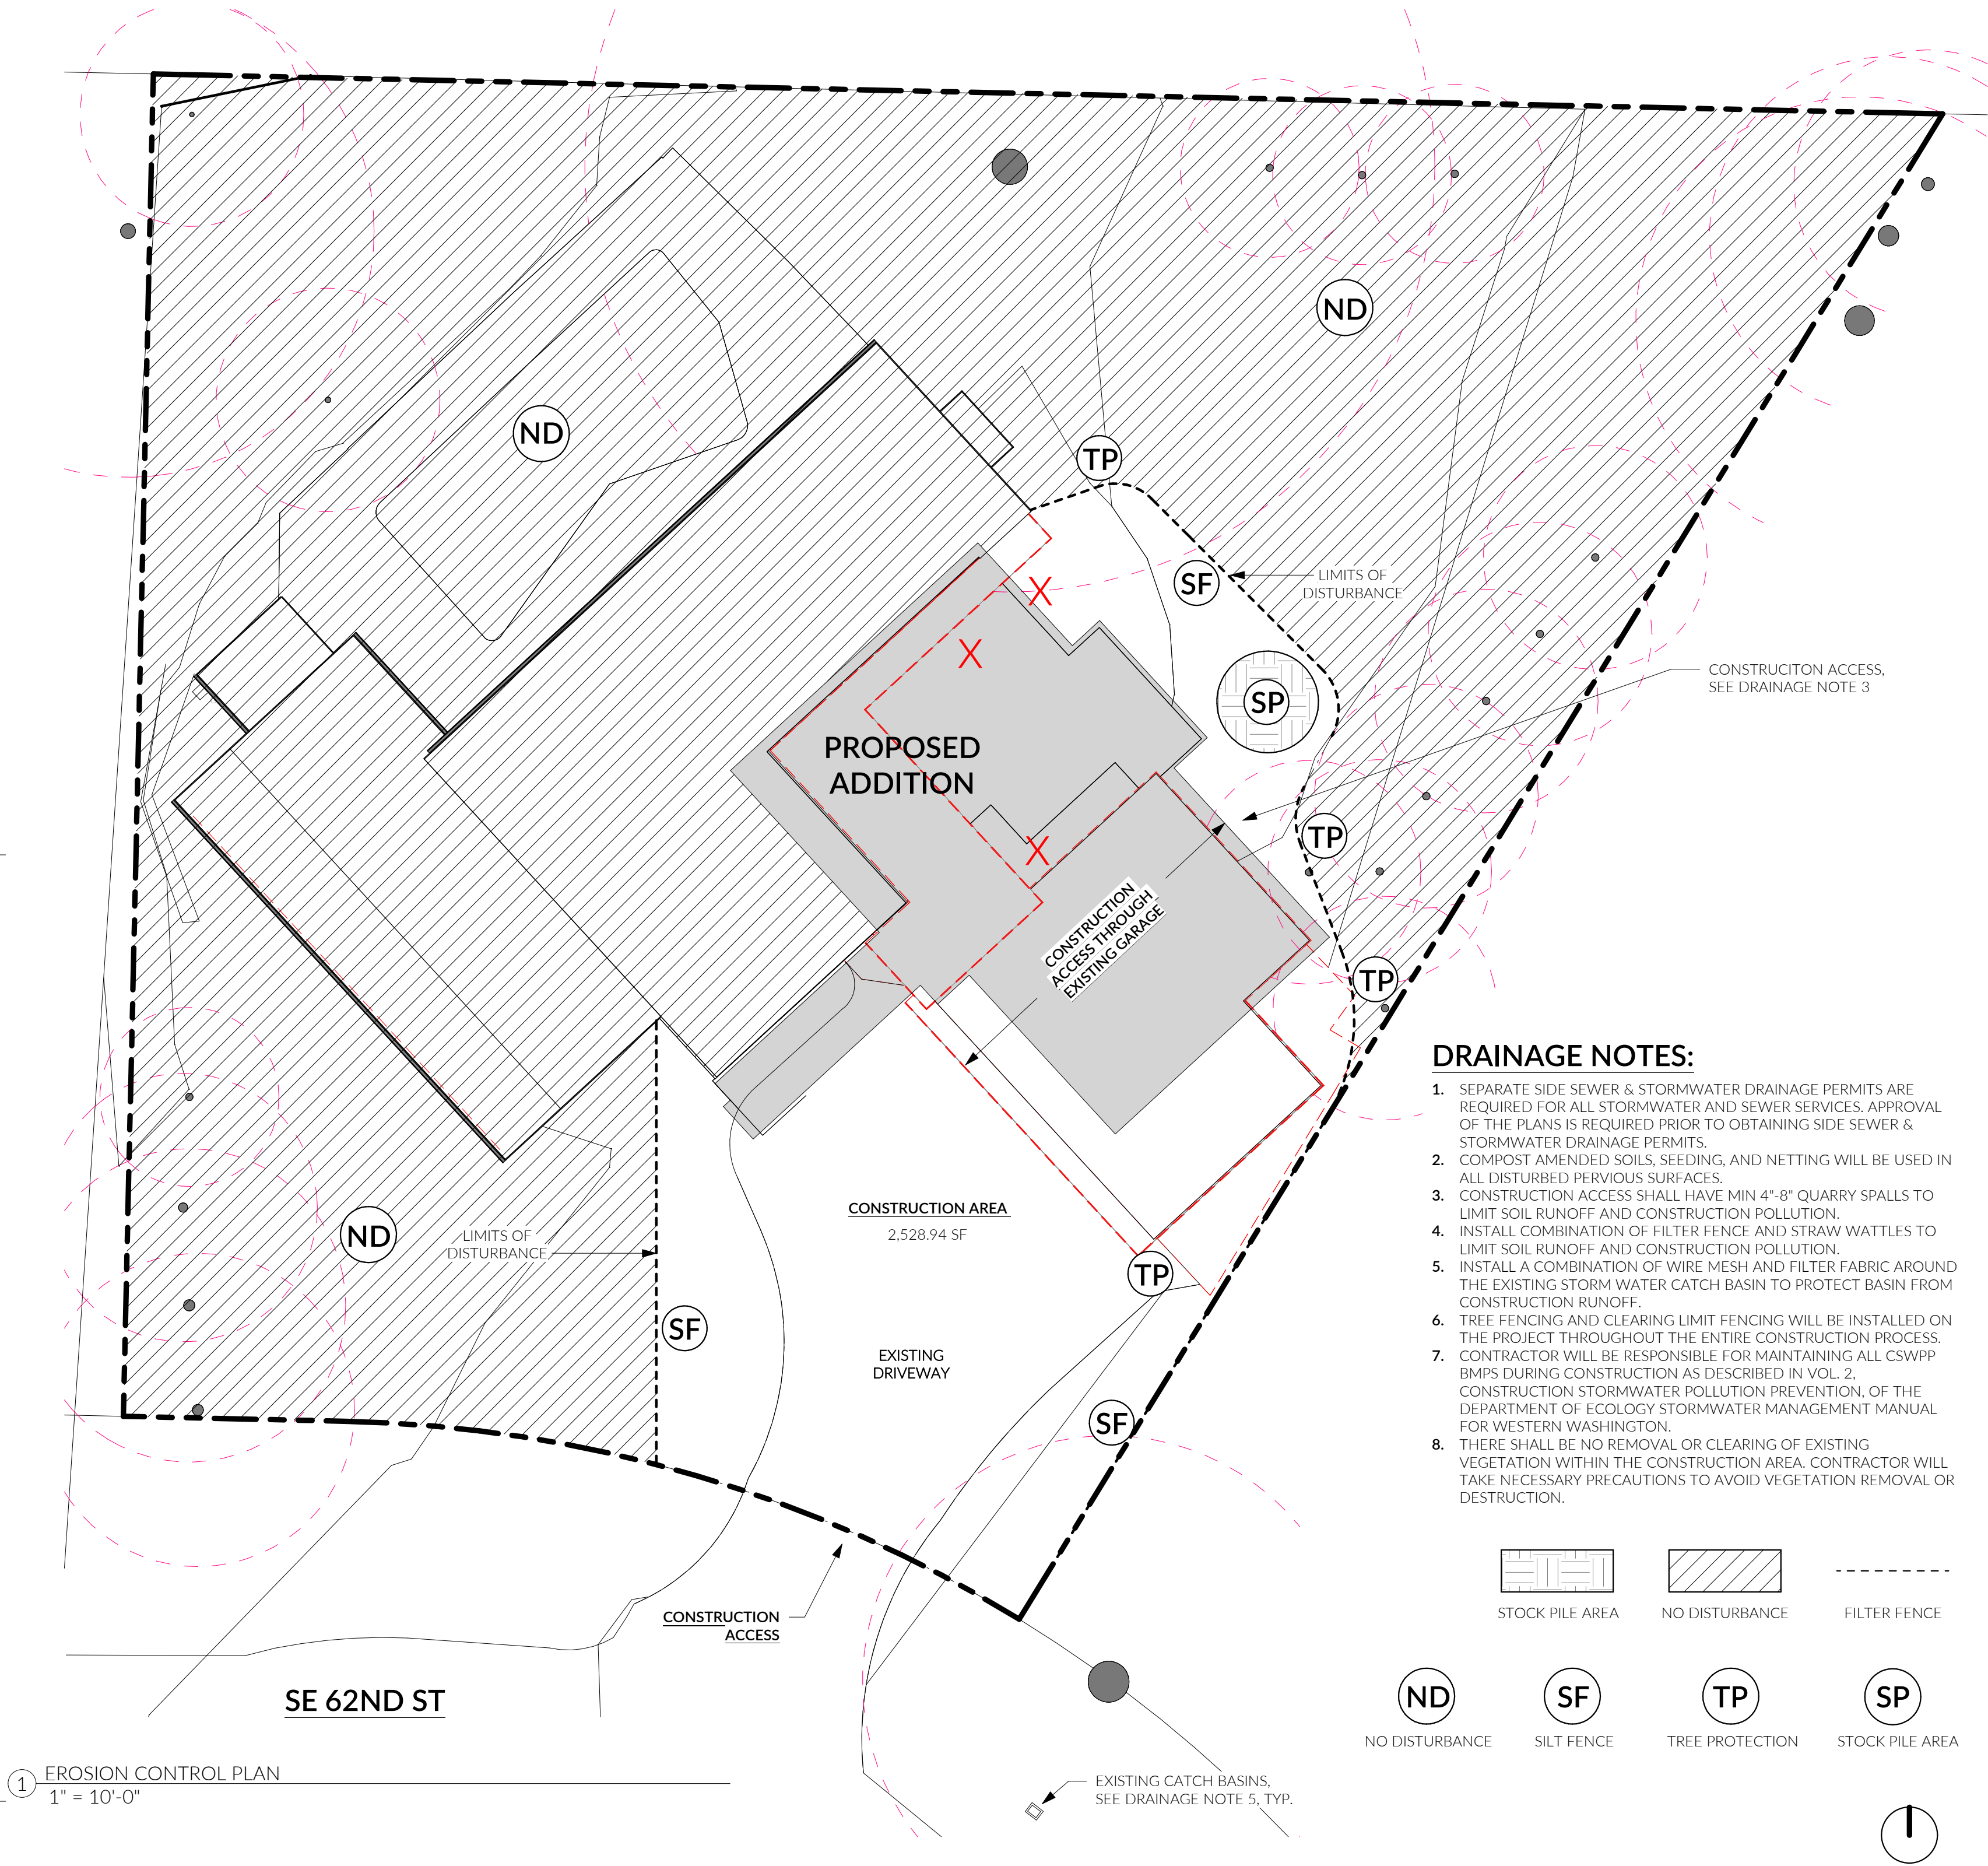 ND
ND
TP
SF
LIMITS OF
DISTURBANCE
X
X
SP
CONSTRUCITON ACCESS,
SEE DRAINAGE NOTE 3
PROPOSED
ADDITION
TP
X
CONSTRUCTION
ACCESS THROUGH
EXISTING GARAGE
TP
DRAINAGE NOTES:
1. SEPARATE SIDE SEWER & STORMWATER DRAINAGE PERMITS ARE
REQUIRED FOR ALL STORMWATER AND SEWER SERVICES. APPROVAL
OF THE PLANS IS REQUIRED PRIOR TO OBTAINING SIDE SEWER &
STORMWATER DRAINAGE PERMITS.
2. COMPOST AMENDED SOILS, SEEDING, AND NETTING WILL BE USED IN
ALL DISTURBED PERVIOUS SURFACES.
3. CONSTRUCTION ACCESS SHALL HAVE MIN 4"-8" QUARRY SPALLS TO
LIMIT SOIL RUNOFF AND CONSTRUCTION POLLUTION.
4. INSTALL COMBINATION OF FILTER FENCE AND STRAW WATTLES TO
LIMIT SOIL RUNOFF AND CONSTRUCTION POLLUTION.
5. INSTALL A COMBINATION OF WIRE MESH AND FILTER FABRIC AROUND
THE EXISTING STORM WATER CATCH BASIN TO PROTECT BASIN FROM
CONSTRUCTION RUNOFF.
6. TREE FENCING AND CLEARING LIMIT FENCING WILL BE INSTALLED ON
THE PROJECT THROUGHOUT THE ENTIRE CONSTRUCTION PROCESS.
7. CONTRACTOR WILL BE RESPONSIBLE FOR MAINTAINING ALL CSWPP
BMPS DURING CONSTRUCTION AS DESCRIBED IN VOL. 2,
CONSTRUCTION STORMWATER POLLUTION PREVENTION, OF THE
DEPARTMENT OF ECOLOGY STORMWATER MANAGEMENT MANUAL
FOR WESTERN WASHINGTON.
8. THERE SHALL BE NO REMOVAL OR CLEARING OF EXISTING
VEGETATION WITHIN THE CONSTRUCTION AREA. CONTRACTOR WILL
TAKE NECESSARY PRECAUTIONS TO AVOID VEGETATION REMOVAL OR
DESTRUCTION.
CONSTRUCTION AREA
2,528.94 SF
ND
LIMITS OF
DISTURBANCE
TP
SF
EXISTING
DRIVEWAY
SF
STOCK PILE AREA
NO DISTURBANCE
FILTER FENCE
CONSTRUCTION
ACCESS
SE 62ND ST
ND
SF
TP
SP
NO DISTURBANCE
SILT FENCE
TREE PROTECTION
STOCK PILE AREA
1
EROSION CONTROL PLAN
1" = 10'-0"
EXISTING CATCH BASINS,
SEE DRAINAGE NOTE 5, TYP.